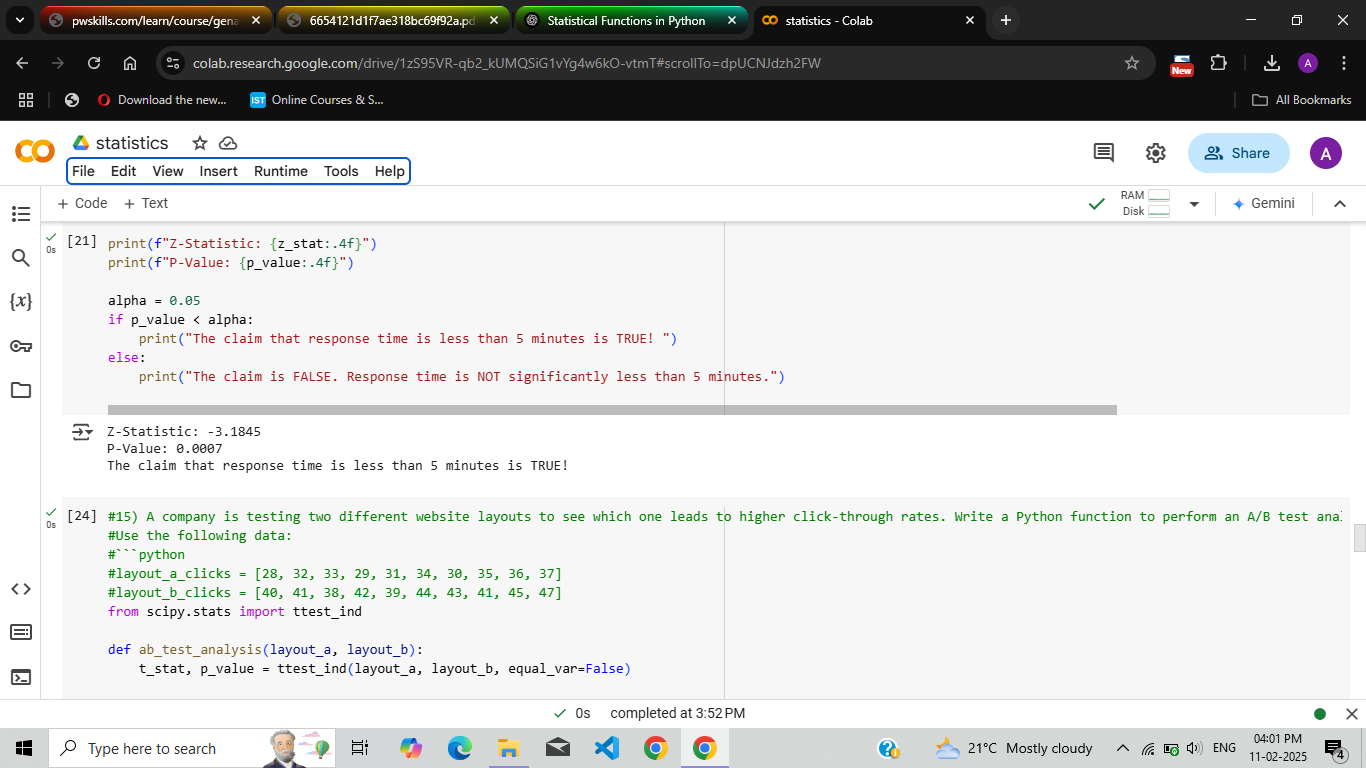 pwskills.com/learn/course/gena
6654121d1f7ae318bc69f92a.pd
Statistical Functions in Python
statistics - Colab
colab.research.google.com/drive/1zS95VR-qb2_kUMQSiG1vYg4w6kO-vtmT#scrollTo=dpUCNJdzh2FW
New
A
Download the new...
IST
Online Courses & S...
All Bookmarks
statistics
File Edit View Insert Runtime Tools Help
Share
A
+ Code + Text
RAM
Disk
Gemini
0s
[21]
print(f"Z-Statistic: {z_stat:.4f}")
print(f"P-Value: {p_value:.4f}")
alpha = 0.05
if p_value < alpha:
    print("The claim that response time is less than 5 minutes is TRUE! ")
else:
    print("The claim is FALSE. Response time is NOT significantly less than 5 minutes.")
Z-Statistic: -3.1845
P-Value: 0.0007
The claim that response time is less than 5 minutes is TRUE!
0s
[24]
#15) A company is testing two different website layouts to see which one leads to higher click-through rates. Write a Python function to perform an A/B test anal
#Use the following data:
#```python
#layout_a_clicks = [28, 32, 33, 29, 31, 34, 30, 35, 36, 37]
#layout_b_clicks = [40, 41, 38, 42, 39, 44, 43, 41, 45, 47]
from scipy.stats import ttest_ind
def ab_test_analysis(layout_a, layout_b):
    t_stat, p_value = ttest_ind(layout_a, layout_b, equal_var=False)
0s completed at 3:52 PM
Type here to search
21°C Mostly cloudy
ENG
04:01 PM
11-02-2025
4